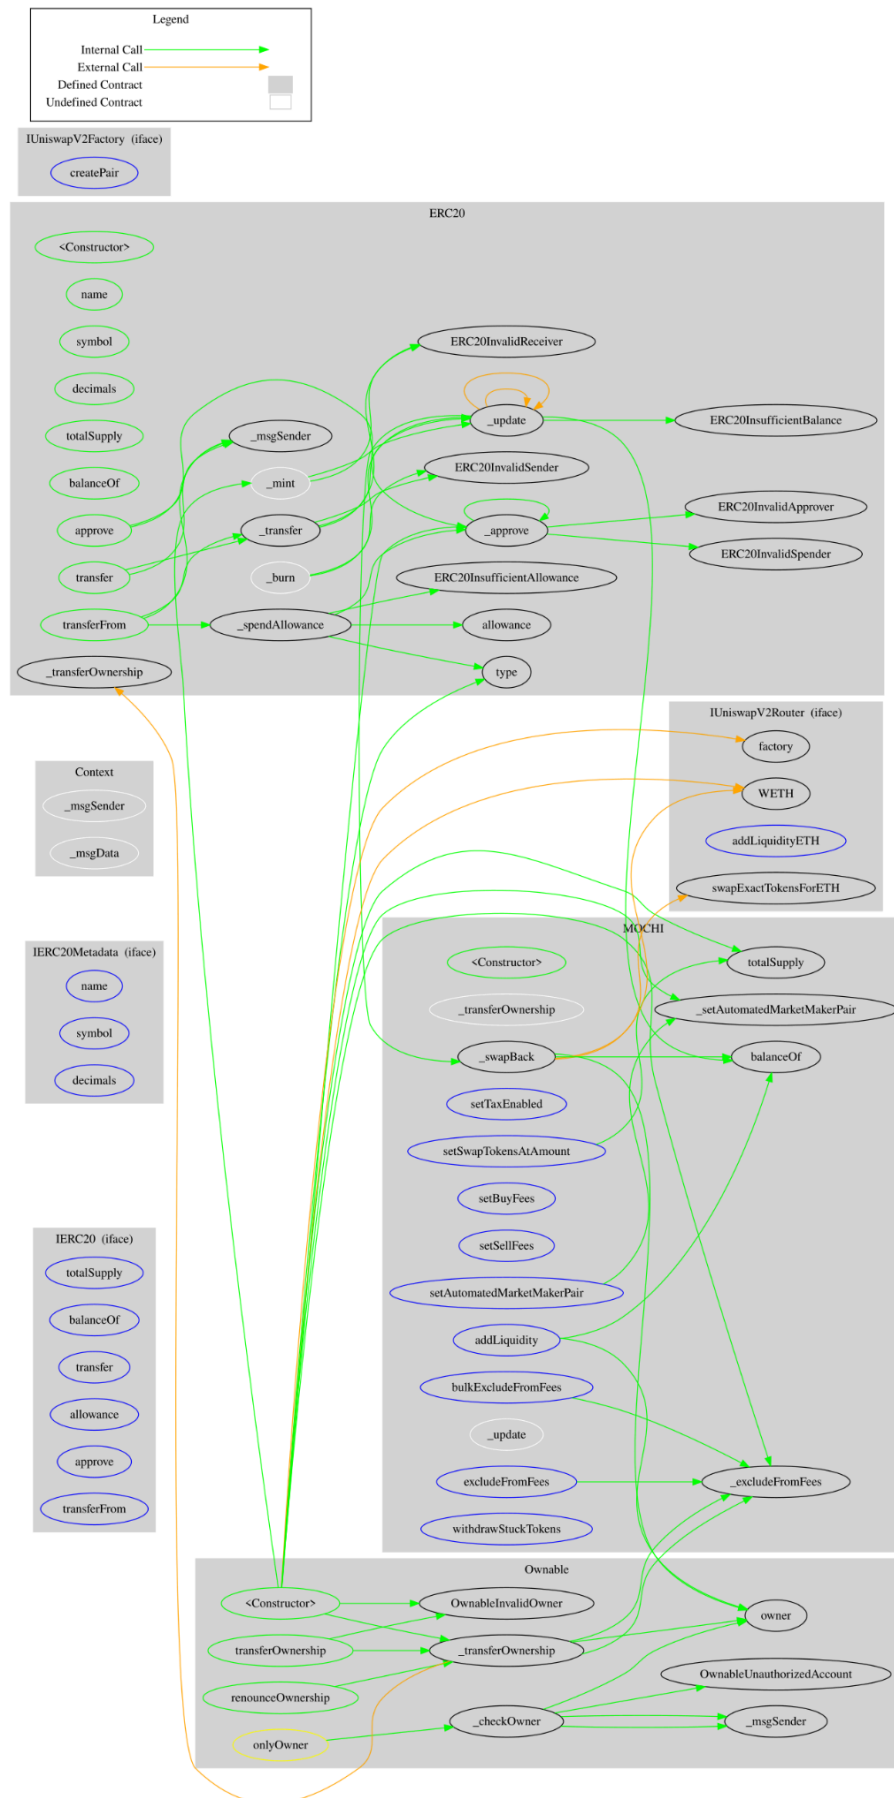 Legend
Internal Call
External Call
Defined Contract
Undefined Contract
IUniswapV2Factory (iface)
createPair
ERC20
<Constructor>
name
symbol
decimals
totalSupply
balanceOf
approve
transfer
transferFrom
_transferOwnership
_msgSender
_mint
_transfer
_burn
_spendAllowance
ERC20InvalidReceiver
_update
ERC20InvalidSender
_approve
ERC20InsufficientAllowance
allowance
type
ERC20InsufficientBalance
ERC20InvalidApprover
ERC20InvalidSpender
IUniswapV2Router (iface)
factory
WETH
addLiquidityETH
swapExactTokensForETH
Context
_msgSender
_msgData
MOCHI
<Constructor>
_transferOwnership
_swapBack
setTaxEnabled
setSwapTokensAtAmount
setBuyFees
setSellFees
setAutomatedMarketMakerPair
addLiquidity
bulkExcludeFromFees
_update
excludeFromFees
withdrawStuckTokens
totalSupply
_setAutomatedMarketMakerPair
balanceOf
_excludeFromFees
IERC20Metadata (iface)
name
symbol
decimals
IERC20 (iface)
totalSupply
balanceOf
transfer
allowance
approve
transferFrom
Ownable
<Constructor>
transferOwnership
renounceOwnership
onlyOwner
OwnableInvalidOwner
_transferOwnership
_checkOwner
owner
OwnableUnauthorizedAccount
_msgSender